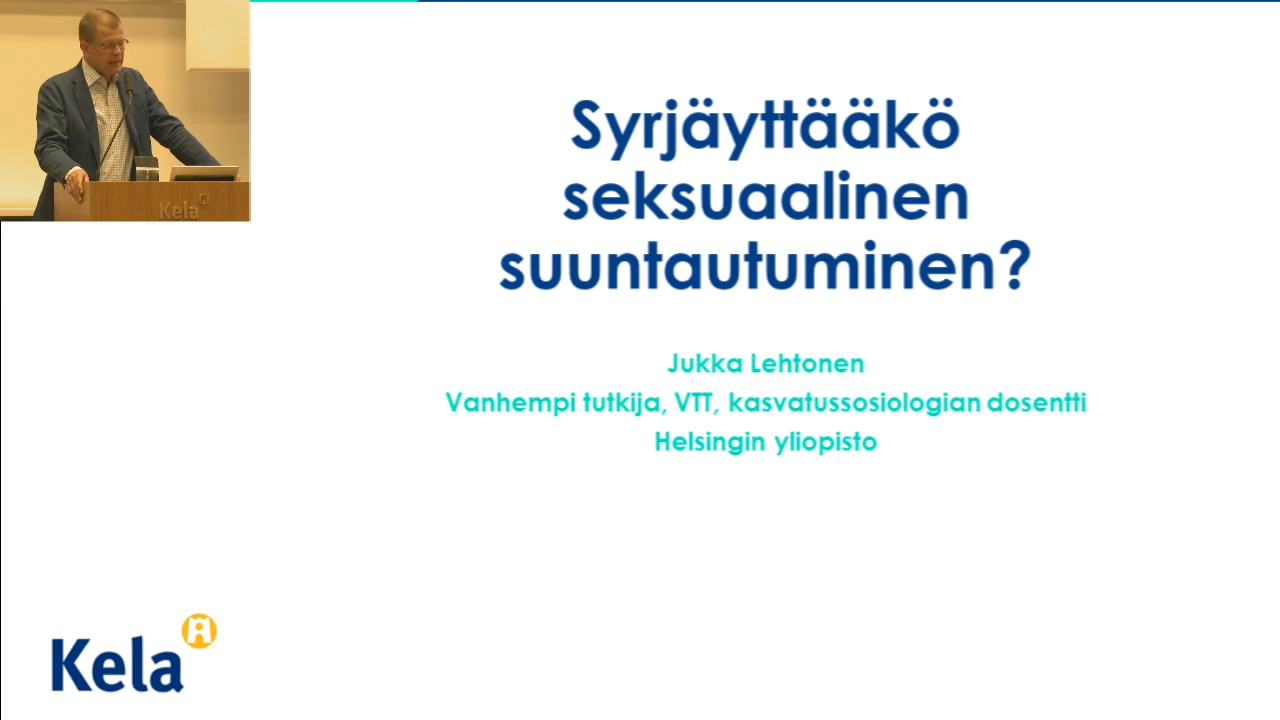 Kela
Syrjäyttääkö
seksuaalinen
suuntautuminen?
Jukka Lehtonen
Vanhempi tutkija, VTT, kasvatussosiologian dosentti
Helsingin yliopisto
Kela